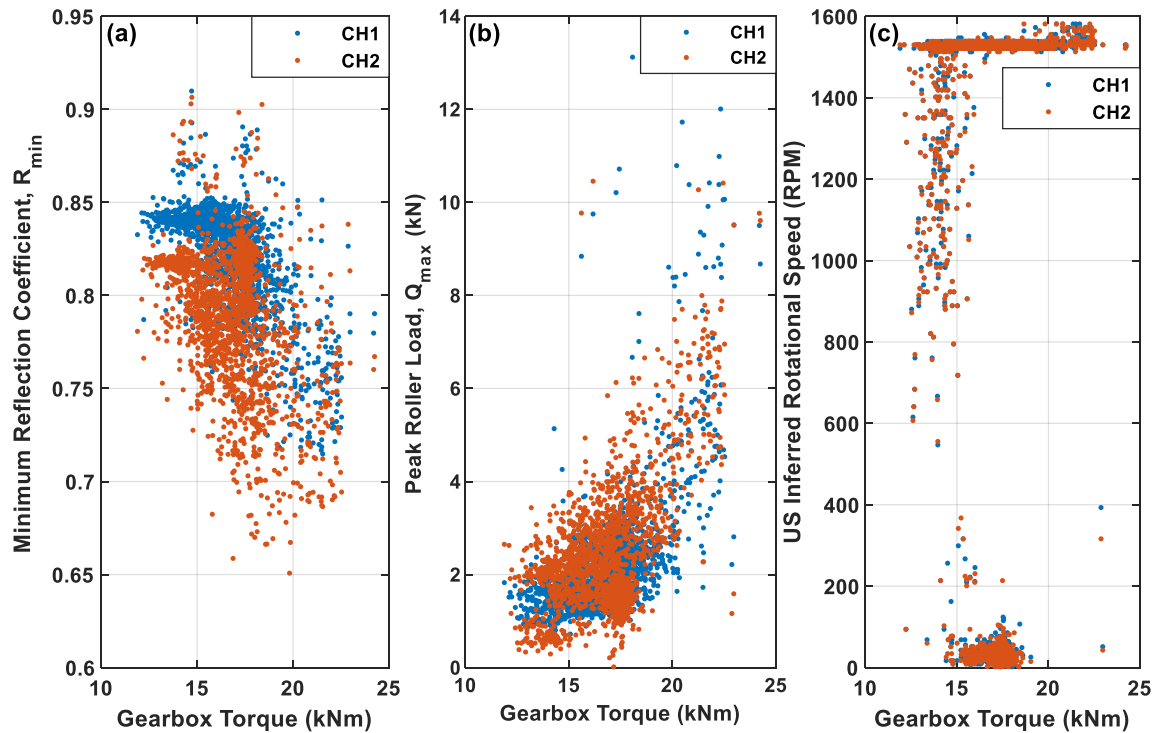 (a)
CH1
CH2
0.95
0.9
0.85
0.8
0.75
0.7
0.65
0.6
10
15
20
25
Minimum Reflection Coefficient, R_min
Gearbox Torque (kNm)
(b)
CH1
CH2
14
12
10
8
6
4
2
0
10
15
20
25
Peak Roller Load, Q_max (kN)
Gearbox Torque (kNm)
(c)
CH1
CH2
1600
1400
1200
1000
800
600
400
200
0
10
15
20
25
US Inferred Rotational Speed (RPM)
Gearbox Torque (kNm)